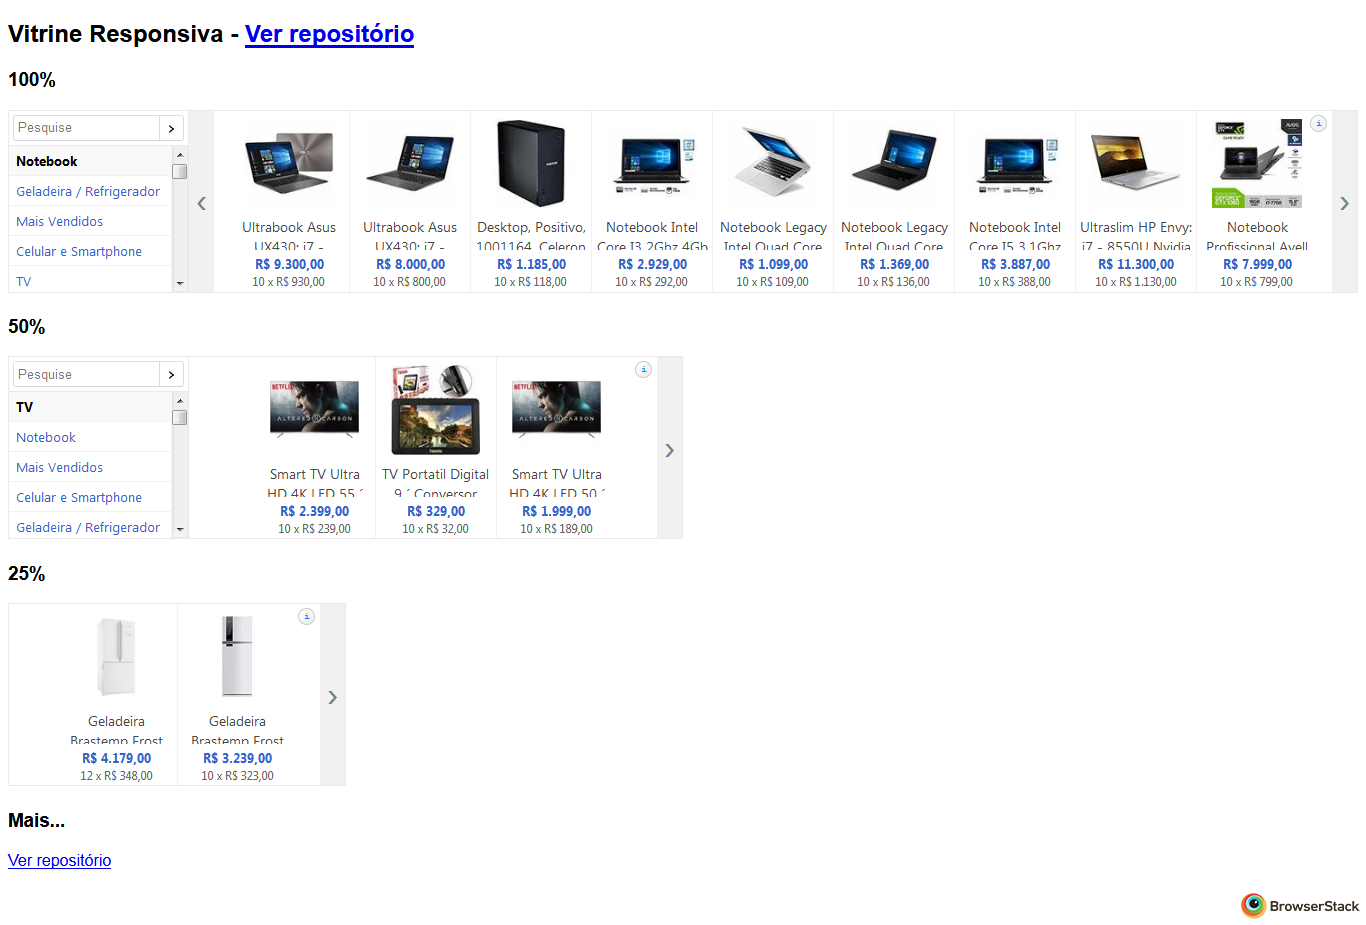 Vitrine Responsiva - Ver repositório
100%
Pesquise
Notebook
Geladeira / Refrigerador
Mais Vendidos
Celular e Smartphone
TV
Ultrabook Asus
UX430: i7 -
R$ 9.300,00
10 x R$ 930,00
Ultrabook Asus
UX430: i7 -
R$ 8.000,00
10 x R$ 800,00
Desktop, Positivo,
1001164, Celeron
R$ 1.185,00
10 x R$ 118,00
Notebook Intel
Core I3 2Ghz 4Gb
R$ 2.929,00
10 x R$ 292,00
Notebook Legacy
Intel Quad Core
R$ 1.099,00
10 x R$ 109,00
Notebook Legacy
Intel Quad Core
R$ 1.369,00
10 x R$ 136,00
Notebook Intel
Core I5 3.1Ghz
R$ 3.887,00
10 x R$ 388,00
Ultraslim HP Envy:
i7 - 8550U Nvidia
R$ 11.300,00
10 x R$ 1.130,00
Notebook
Profissional Avell
R$ 7.999,00
10 x R$ 799,00
50%
Pesquise
TV
Notebook
Mais Vendidos
Celular e Smartphone
Geladeira / Refrigerador
NETFLIX
ALTERED CARBON
Smart TV Ultra
HD 4K LED 55 ´
R$ 2.399,00
10 x R$ 239,00
TV Portatil Digital
9 ´ Conversor
R$ 329,00
10 x R$ 32,00
NETFLIX
ALTERED CARBON
Smart TV Ultra
HD 4K LED 50 ´
R$ 1.999,00
10 x R$ 189,00
25%
Geladeira
Brastemp Frost
R$ 4.179,00
12 x R$ 348,00
Geladeira
Brastemp Frost
R$ 3.239,00
10 x R$ 323,00
Mais...
Ver repositório
BrowserStack